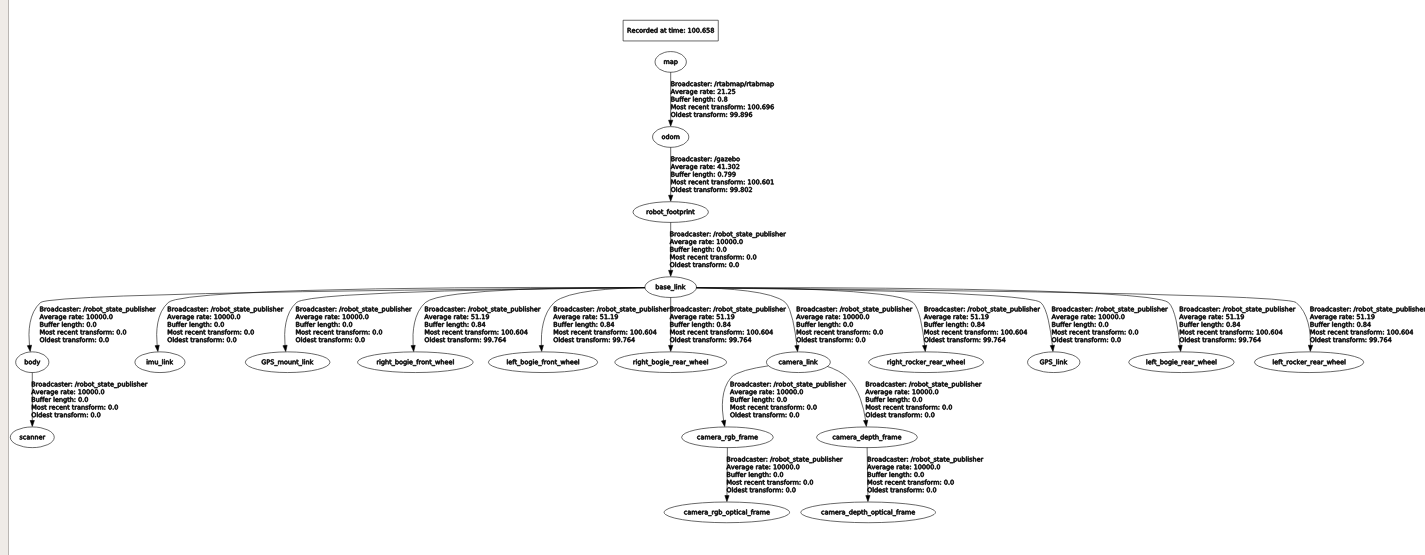 Recorded at time: 100.658
map
Broadcaster: /rtabmap/rtabmap
Average rate: 21.25
Buffer length: 0.8
Most recent transform: 100.696
Oldest transform: 99.896
odom
Broadcaster: /gazebo
Average rate: 41.302
Buffer length: 0.799
Most recent transform: 100.601
Oldest transform: 99.802
robot_footprint
Broadcaster: /robot_state_publisher
Average rate: 10000.0
Buffer length: 0.0
Most recent transform: 0.0
Oldest transform: 0.0
base_link
Broadcaster: /robot_state_publisher
Average rate: 10000.0
Buffer length: 0.0
Most recent transform: 0.0
Oldest transform: 0.0
body
Broadcaster: /robot_state_publisher
Average rate: 10000.0
Buffer length: 0.0
Most recent transform: 0.0
Oldest transform: 0.0
imu_link
Broadcaster: /robot_state_publisher
Average rate: 10000.0
Buffer length: 0.0
Most recent transform: 0.0
Oldest transform: 0.0
GPS_mount_link
Broadcaster: /robot_state_publisher
Average rate: 51.19
Buffer length: 0.84
Most recent transform: 100.604
Oldest transform: 99.764
right_bogie_front_wheel
Broadcaster: /robot_state_publisher
Average rate: 51.19
Buffer length: 0.84
Most recent transform: 100.604
Oldest transform: 99.764
left_bogie_front_wheel
Broadcaster: /robot_state_publisher
Average rate: 51.19
Buffer length: 0.84
Most recent transform: 100.604
Oldest transform: 99.764
right_bogie_rear_wheel
Broadcaster: /robot_state_publisher
Average rate: 10000.0
Buffer length: 0.0
Most recent transform: 0.0
Oldest transform: 0.0
camera_link
Broadcaster: /robot_state_publisher
Average rate: 51.19
Buffer length: 0.84
Most recent transform: 100.604
Oldest transform: 99.764
right_rocker_rear_wheel
Broadcaster: /robot_state_publisher
Average rate: 10000.0
Buffer length: 0.0
Most recent transform: 0.0
Oldest transform: 0.0
GPS_link
Broadcaster: /robot_state_publisher
Average rate: 51.19
Buffer length: 0.84
Most recent transform: 100.604
Oldest transform: 99.764
left_bogie_rear_wheel
Broadcaster: /robot_state_publisher
Average rate: 51.19
Buffer length: 0.84
Most recent transform: 100.604
Oldest transform: 99.764
left_rocker_rear_wheel
Broadcaster: /robot_state_publisher
Average rate: 10000.0
Buffer length: 0.0
Most recent transform: 0.0
Oldest transform: 0.0
scanner
Broadcaster: /robot_state_publisher
Average rate: 10000.0
Buffer length: 0.0
Most recent transform: 0.0
Oldest transform: 0.0
camera_rgb_frame
Broadcaster: /robot_state_publisher
Average rate: 10000.0
Buffer length: 0.0
Most recent transform: 0.0
Oldest transform: 0.0
camera_depth_frame
Broadcaster: /robot_state_publisher
Average rate: 10000.0
Buffer length: 0.0
Most recent transform: 0.0
Oldest transform: 0.0
camera_rgb_optical_frame
Broadcaster: /robot_state_publisher
Average rate: 10000.0
Buffer length: 0.0
Most recent transform: 0.0
Oldest transform: 0.0
camera_depth_optical_frame